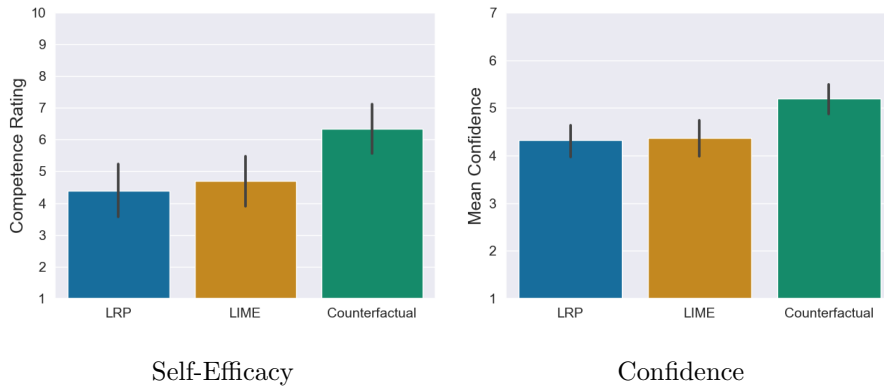 10
9
8
7
6
5
4
3
2
1
Competence Rating
LRP LIME Counterfactual
Self-Efficacy
7
6
5
4
3
2
1
Mean Confidence
LRP LIME Counterfactual
Confidence